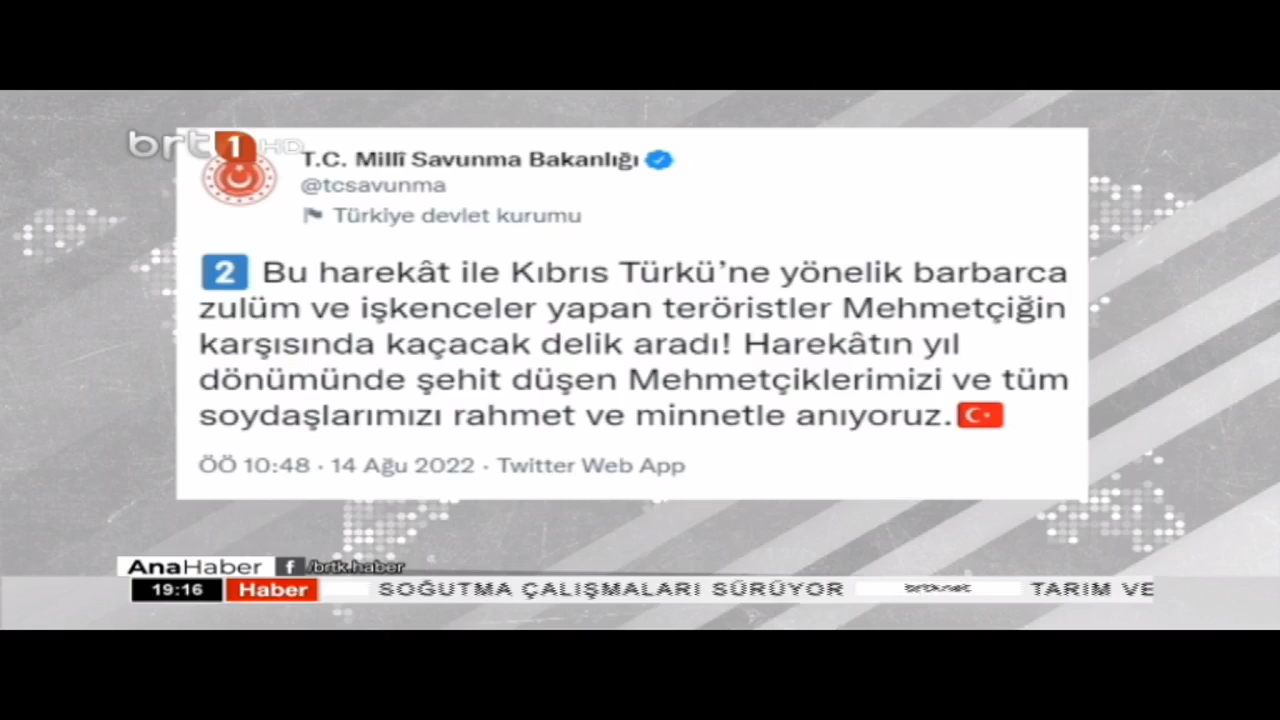 brt 1 HD
T.C. Millî Savunma Bakanlığı
@tcsavunma
Türkiye devlet kurumu
2 Bu harekât ile Kıbrıs Türkü’ne yönelik barbarca
zulüm ve işkenceler yapan teröristler Mehmetçiğin
karşısında kaçacak delik aradı! Harekâtın yıl
dönümünde şehit düşen Mehmetçiklerimizi ve tüm
soydaşlarımızı rahmet ve minnetle anıyoruz.
ÖÖ 10:48 · 14 Ağu 2022 · Twitter Web App
AnaHaber f /brtk.haber
19:16 Haber SOĞUTMA ÇALIŞMALARI SÜRÜYOR brtk.net TARIM VE